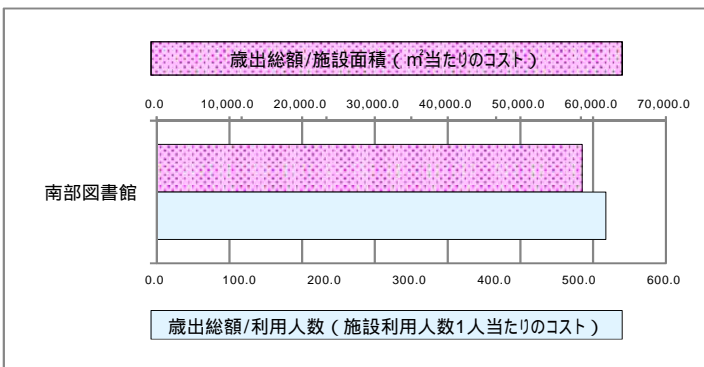 歳出総額/施設面積(㎡当たりのコスト)
0.0 10,000.0 20,000.0 30,000.0 40,000.0 50,000.0 60,000.0 70,000.0
南部図書館
0.0 100.0 200.0 300.0 400.0 500.0 600.0
歳出総額/利用人数(施設利用人数1人当たりのコスト)